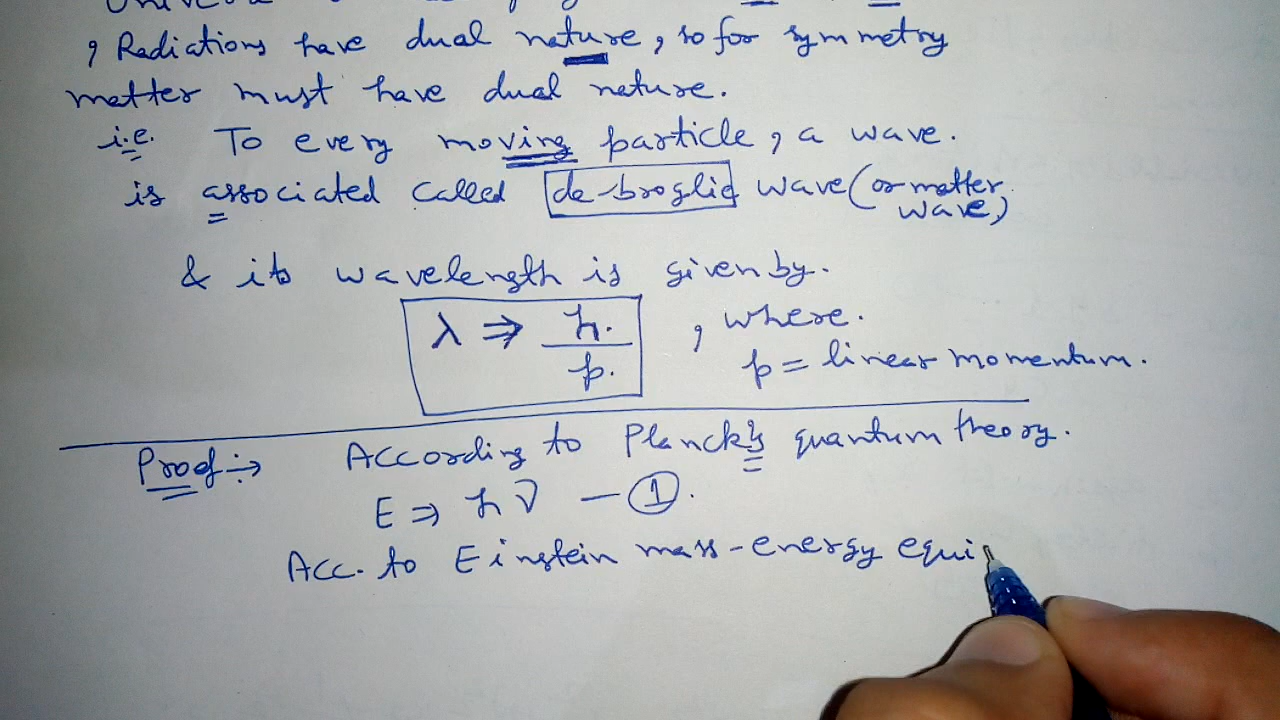 , Radiations have dual nature, so for symmetry
matter must have dual nature.
i.e. To every moving particle, a wave.
is associated called de-broglie wave (or matter
wave)
& its wavelength is given by.
λ ⇒ h. / p. , where.
p = linear momentum.
Proof :→ According to Planck's quantum theory.
E ⇒ hν — ①.
Acc. to Einstein mass-energy equi